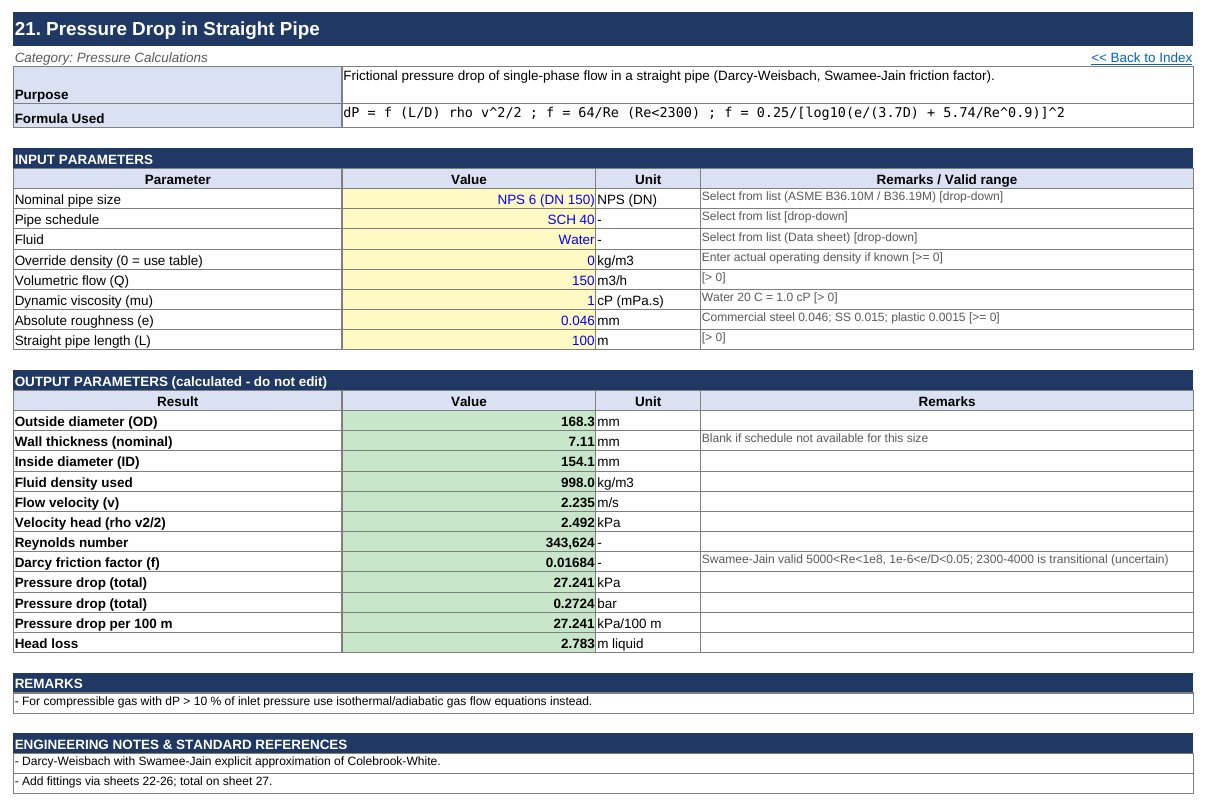 21. Pressure Drop in Straight Pipe
Category: Pressure Calculations << Back to Index
Purpose Frictional pressure drop of single-phase flow in a straight pipe (Darcy-Weisbach, Swamee-Jain friction factor).
Formula Used dP = f (L/D) rho v^2/2 ; f = 64/Re (Re<2300) ; f = 0.25/[log10(e/(3.7D) + 5.74/Re^0.9)]^2
INPUT PARAMETERS
Parameter Value Unit Remarks / Valid range
Nominal pipe size NPS 6 (DN 150) NPS (DN) Select from list (ASME B36.10M / B36.19M) [drop-down]
Pipe schedule SCH 40 - Select from list [drop-down]
Fluid Water - Select from list (Data sheet) [drop-down]
Override density (0 = use table) 0 kg/m3 Enter actual operating density if known [>= 0]
Volumetric flow (Q) 150 m3/h [> 0]
Dynamic viscosity (mu) 1 cP (mPa.s) Water 20 C = 1.0 cP [> 0]
Absolute roughness (e) 0.046 mm Commercial steel 0.046; SS 0.015; plastic 0.0015 [>= 0]
Straight pipe length (L) 100 m [> 0]
OUTPUT PARAMETERS (calculated - do not edit)
Result Value Unit Remarks
Outside diameter (OD) 168.3 mm
Wall thickness (nominal) 7.11 mm Blank if schedule not available for this size
Inside diameter (ID) 154.1 mm
Fluid density used 998.0 kg/m3
Flow velocity (v) 2.235 m/s
Velocity head (rho v2/2) 2.492 kPa
Reynolds number 343,624 -
Darcy friction factor (f) 0.01684 - Swamee-Jain valid 5000<Re<1e8, 1e-6<e/D<0.05; 2300-4000 is transitional (uncertain)
Pressure drop (total) 27.241 kPa
Pressure drop (total) 0.2724 bar
Pressure drop per 100 m 27.241 kPa/100 m
Head loss 2.783 m liquid
REMARKS
- For compressible gas with dP > 10 % of inlet pressure use isothermal/adiabatic gas flow equations instead.
ENGINEERING NOTES & STANDARD REFERENCES
- Darcy-Weisbach with Swamee-Jain explicit approximation of Colebrook-White.
- Add fittings via sheets 22-26; total on sheet 27.